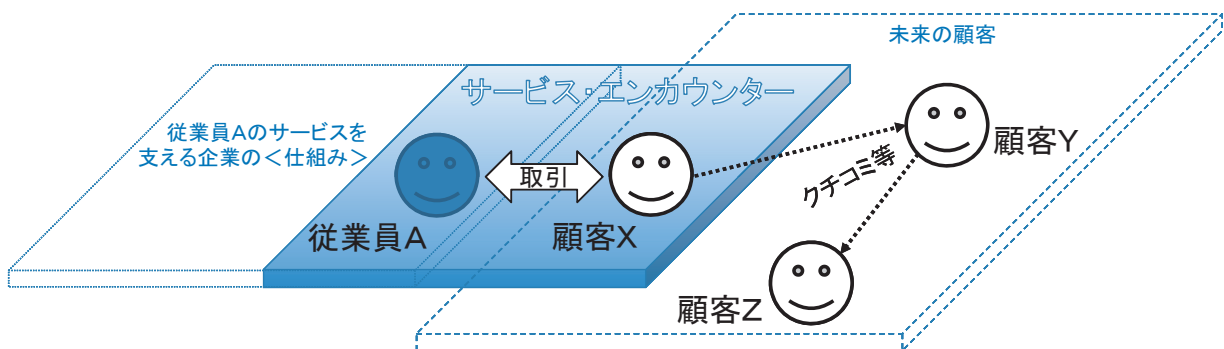 未来の顧客
サービス・エンカウンター
従業員Aのサービスを
支える企業の＜仕組み＞
取引
従業員A
顧客X
クチコミ等
顧客Y
顧客Z